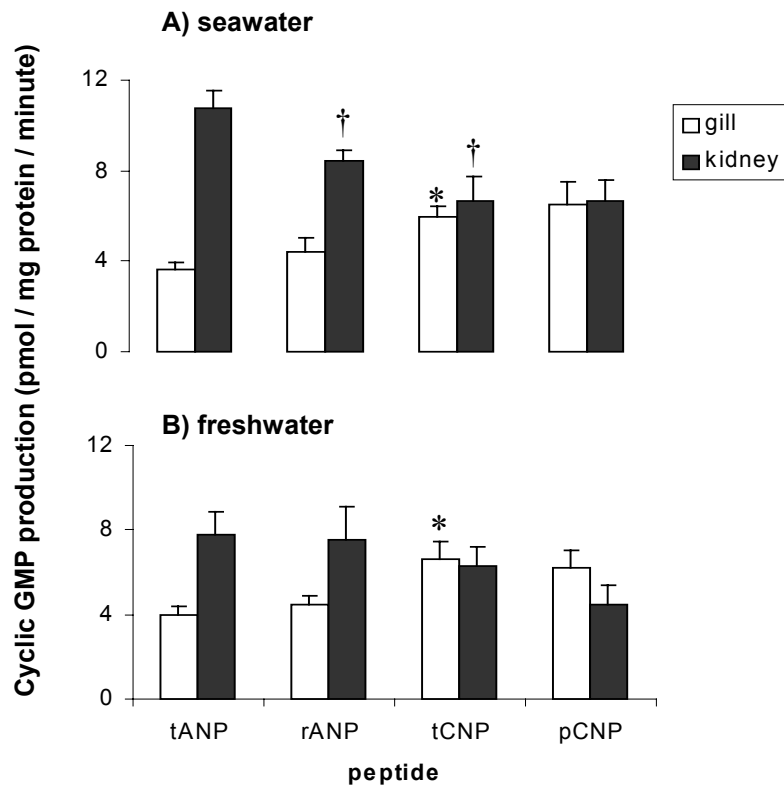 A) seawater
12
8
4
0
†
†
*
gill
kidney
Cyclic GMP production (pmol / mg protein / minute)
B) freshwater
12
8
4
0
*
tANP rANP tCNP pCNP
peptide